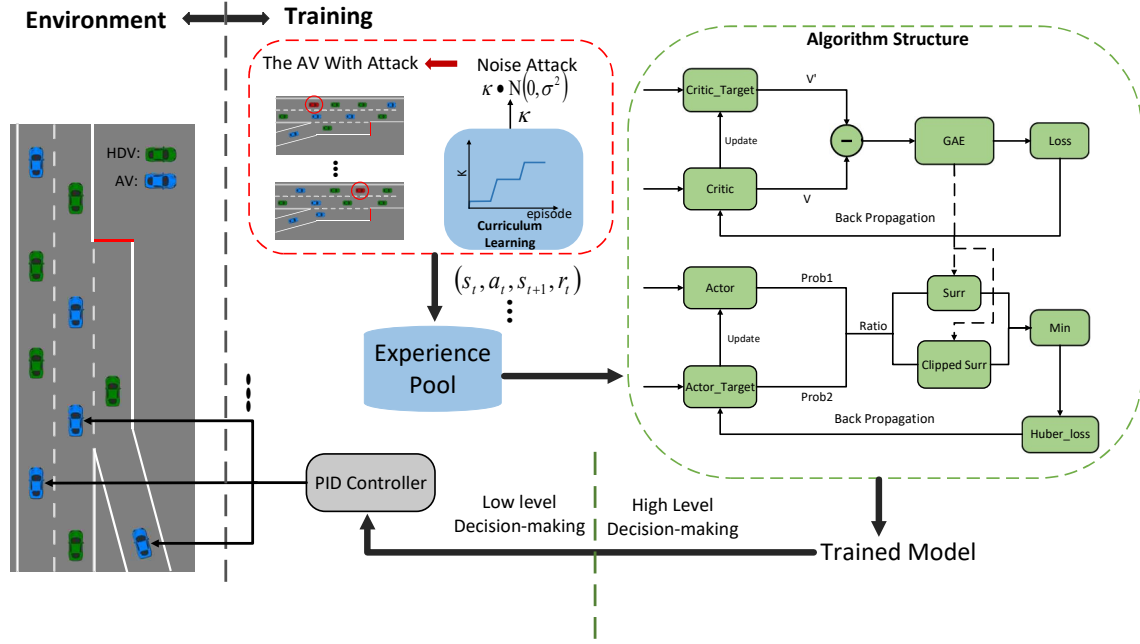 Environment
Training
HDV:
AV:
The AV With Attack
Noise Attack
κ • N(0, σ²)
κ
K
episode
Curriculum
Learning
(s_t, a_t, s_{t+1}, r_t)
Experience
Pool
PID Controller
Low level
Decision-making
High Level
Decision-making
Trained Model
Algorithm Structure
Critic_Target
V'
Update
−
GAE
Loss
Critic
V
Back Propagation
Actor
Prob1
Surr
Update
Ratio
Min
Clipped Surr
Actor_Target
Prob2
Back Propagation
Huber_loss